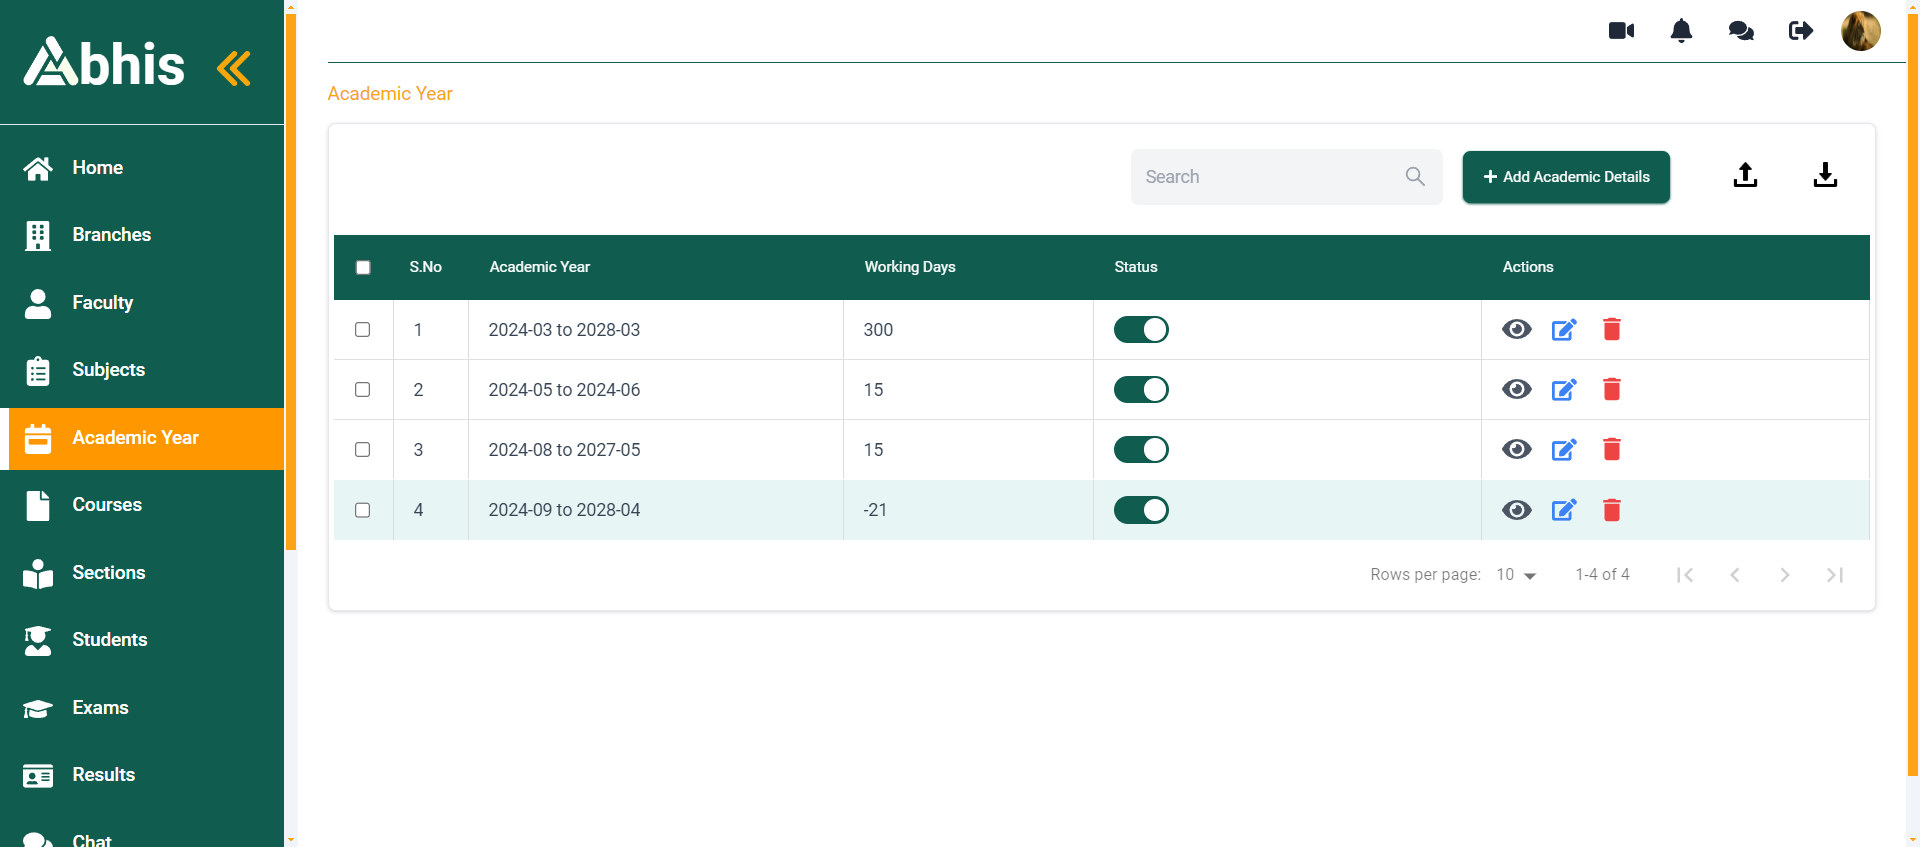 Abhis
Home
Branches
Faculty
Subjects
Academic Year
Courses
Sections
Students
Exams
Results
Chat
Academic Year
Search
+ Add Academic Details
S.No Academic Year Working Days Status Actions
1 2024-03 to 2028-03 300
2 2024-05 to 2024-06 15
3 2024-08 to 2027-05 15
4 2024-09 to 2028-04 -21
Rows per page: 10 1-4 of 4